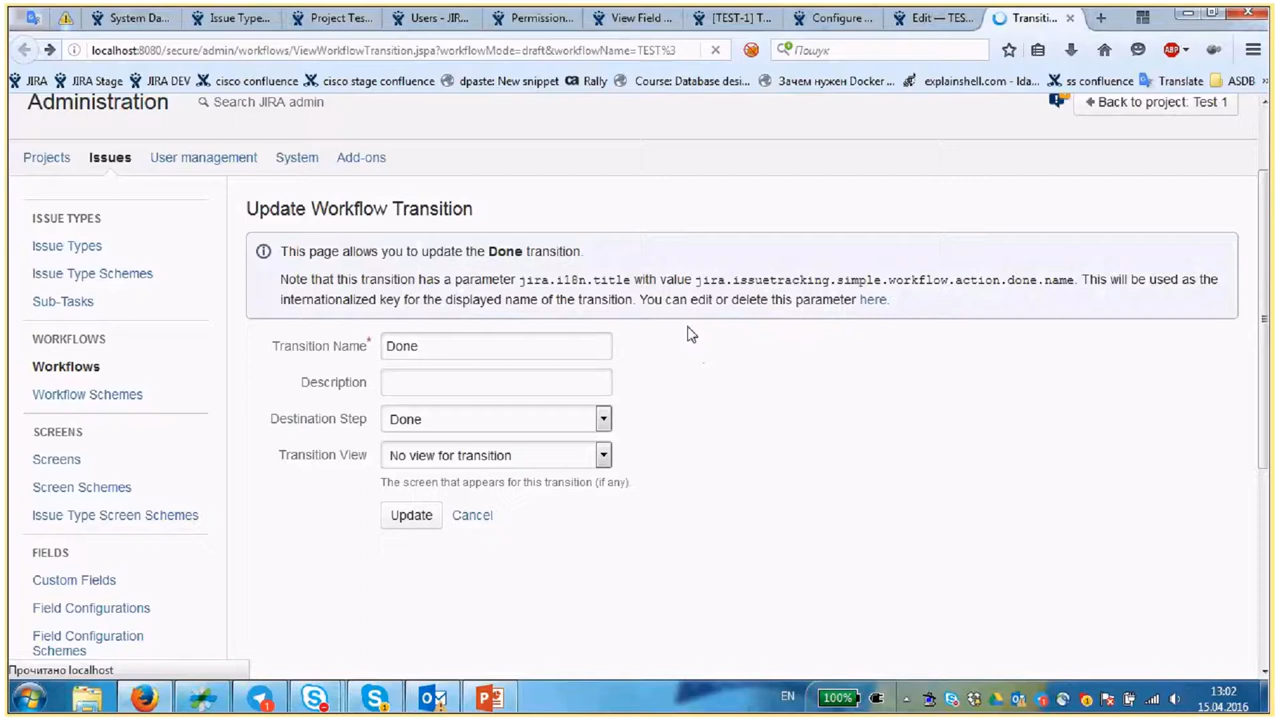 System Da...
Issue Type...
Project Tes...
Users - JIR...
Permission...
View Field ...
[TEST-1] T...
Configure ...
Edit — TES...
Transiti...
localhost:8080/secure/admin/workflows/ViewWorkflowTransition.jspa?workflowMode=draft&workflowName=TEST%3
Пошук
ABP
JIRA
JIRA Stage
JIRA DEV
cisco confluence
cisco stage confluence
dpaste: New snippet
ca Rally
Course: Database desi...
Зачем нужен Docker ...
explainshell.com - Ida...
ss confluence
Translate
ASDB
Administration
Search JIRA admin
Back to project: Test 1
Projects
Issues
User management
System
Add-ons
ISSUE TYPES
Issue Types
Issue Type Schemes
Sub-Tasks
WORKFLOWS
Workflows
Workflow Schemes
SCREENS
Screens
Screen Schemes
Issue Type Screen Schemes
FIELDS
Custom Fields
Field Configurations
Field Configuration
Schemes
Update Workflow Transition
This page allows you to update the Done transition.
Note that this transition has a parameter jira.i18n.title with value jira.issuetracking.simple.workflow.action.done.name. This will be used as the
internationalized key for the displayed name of the transition. You can edit or delete this parameter here.
Transition Name* Done
Description
Destination Step Done
Transition View No view for transition
The screen that appears for this transition (if any).
Update Cancel
Прочитано localhost
EN
100%
13:02
15.04.2016